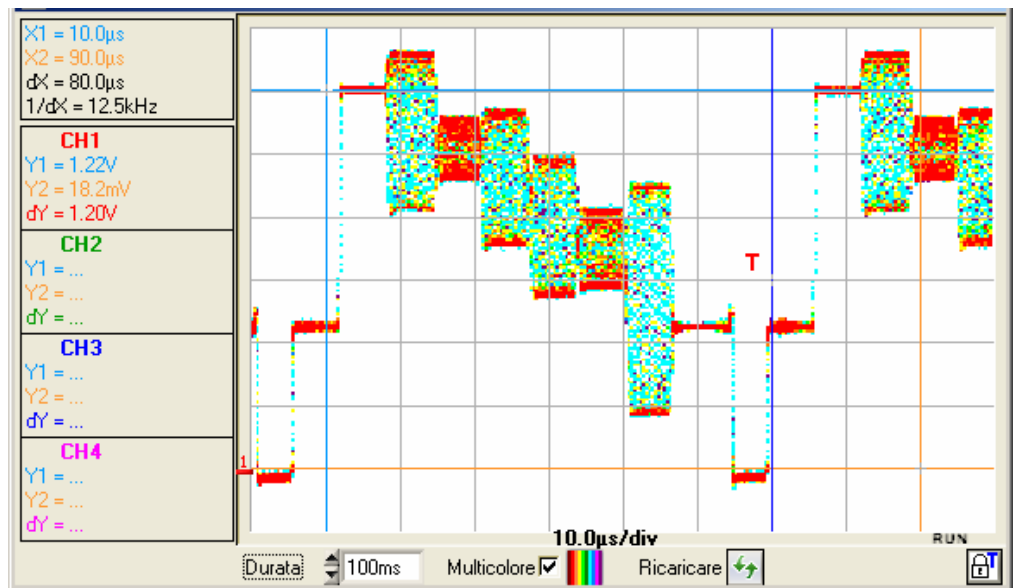 X1 = 10.0µs
X2 = 90.0µs
dX = 80.0µs
1/dX = 12.5kHz
CH1
Y1 = 1.22V
Y2 = 18.2mV
dY = 1.20V
CH2
Y1 = ...
Y2 = ...
dY = ...
CH3
Y1 = ...
Y2 = ...
dY = ...
CH4
Y1 = ...
Y2 = ...
dY = ...
T
1
10.0µs/div
RUN
Durata 100ms Multicolore Ricaricare T